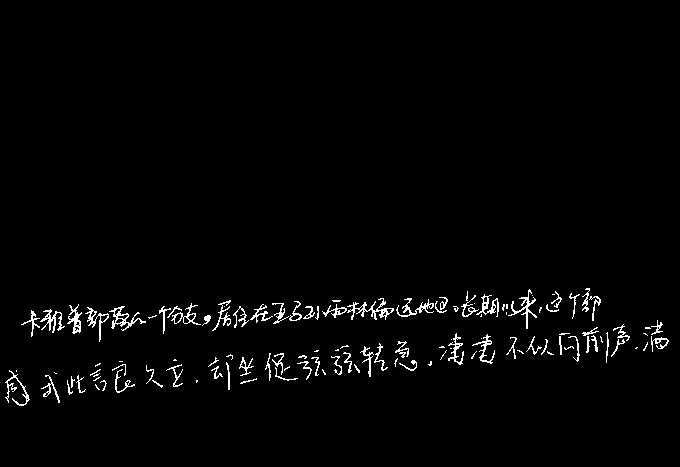 卡雅普部落的一个分支。居住在亚马孙雨林偏远地区。长期以来,这个部
感我此言良久立,却坐促弦弦转急,凄凄不似向前声,满